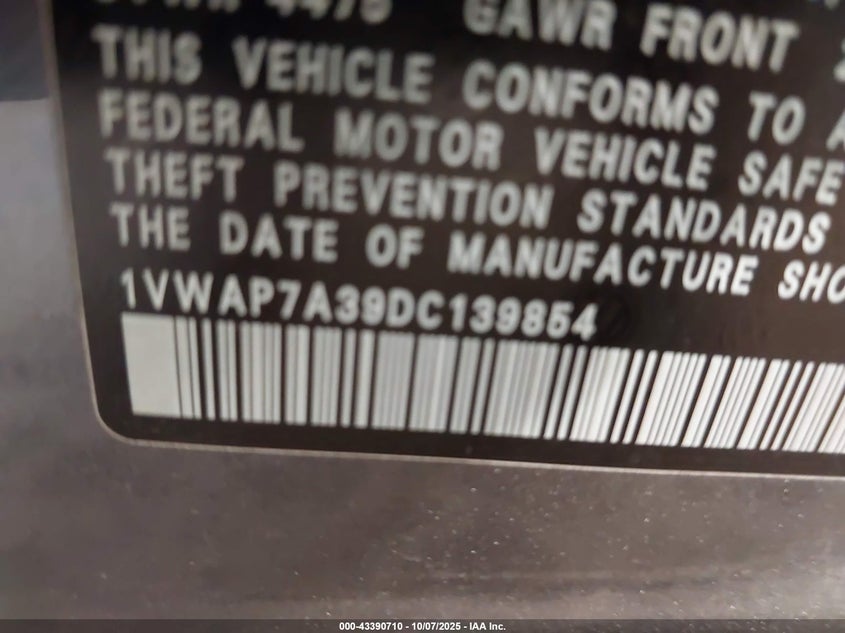 GAWR FRONT
THIS VEHICLE CONFORMS TO A
FEDERAL MOTOR VEHICLE SAFE
THEFT PREVENTION STANDARDS
THE DATE OF MANUFACTURE SHO
1VWAP7A39DC139854
000-43390710 - 10/07/2025 - IAA Inc.